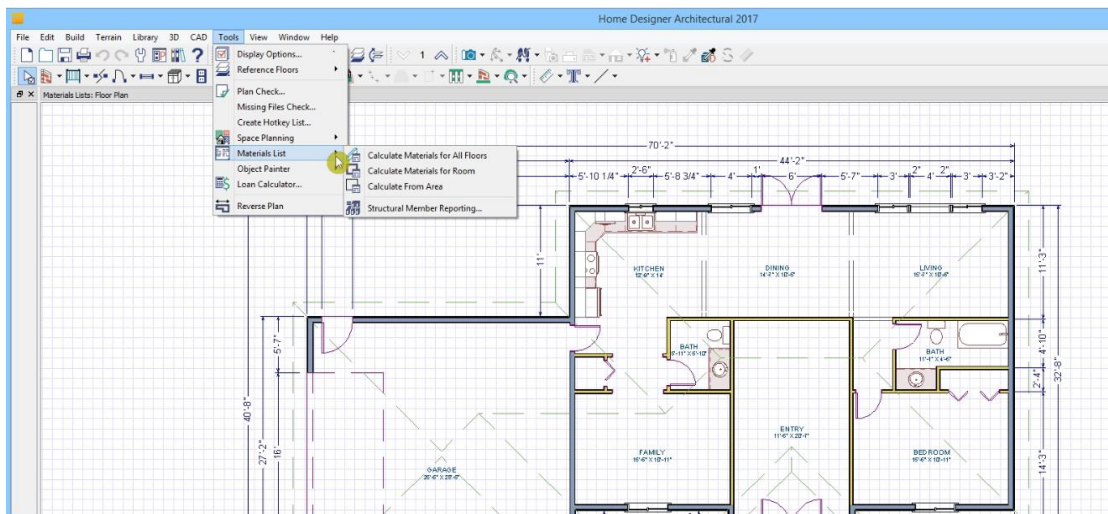 Home Designer Architectural 2017
File Edit Build Terrain Library 3D CAD Tools View Window Help
1
Materials Lists: Floor Plan
Display Options...
Reference Floors
Plan Check...
Missing Files Check...
Create Hotkey List...
Space Planning
Materials List
Object Painter
Loan Calculator...
Reverse Plan
Calculate Materials for All Floors
Calculate Materials for Room
Calculate From Area
Structural Member Reporting...
70'-2"
44'-2"
5'-10 1/4" 2'-6" 5'-8 3/4" 4' 1' 6' 5'-7" 3' 2" 4' 2" 3' 3'-2"
11'
KITCHEN
DINING
LIVING
11'-3"
5'-7"
BATH
BATH
4'-10"
2'-4"
32'-8"
40'-8"
27'-2"
16'
ENTRY
FAMILY
BEDROOM
14'-3"
GARAGE